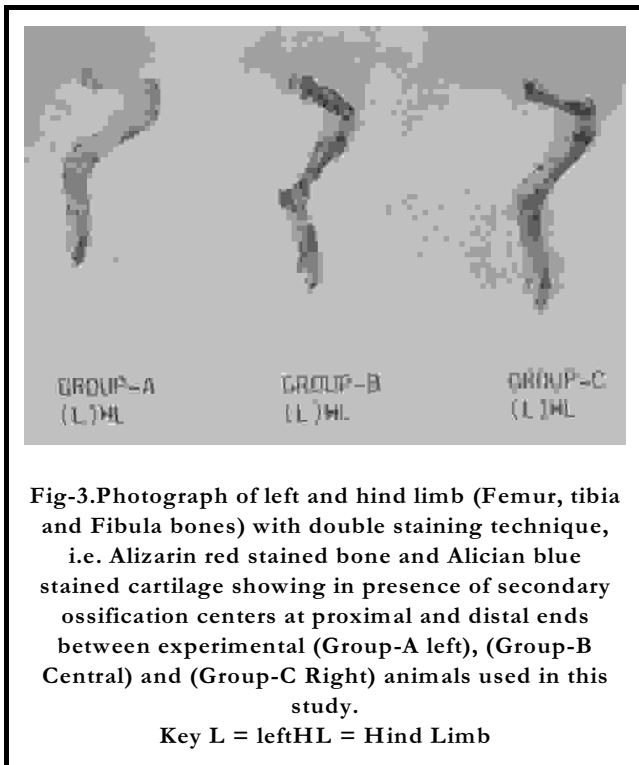 GROUP-A
(L)HL
GROUP-B
(L)HL
GROUP-C
(L)HL
Fig-3.Photograph of left and hind limb (Femur, tibia
and Fibula bones) with double staining technique,
i.e. Alizarin red stained bone and Alician blue
stained cartilage showing in presence of secondary
ossification centers at proximal and distal ends
between experimental (Group-A left), (Group-B
Central) and (Group-C Right) animals used in this
study.
Key L = leftHL = Hind Limb